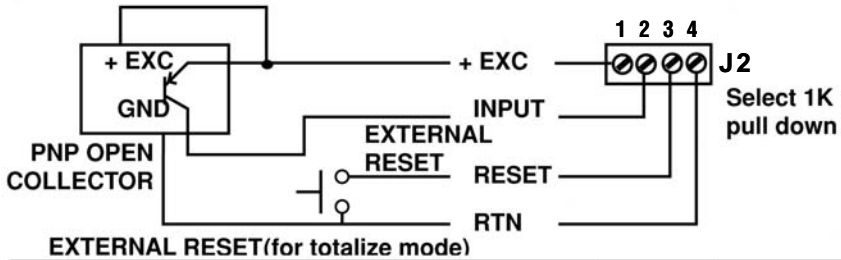 1 2 3 4
+ EXC
+ EXC
J2
GND
INPUT
Select 1K
pull down
EXTERNAL
RESET
PNP OPEN
COLLECTOR
RESET
RTN
EXTERNAL RESET(for totalize mode)